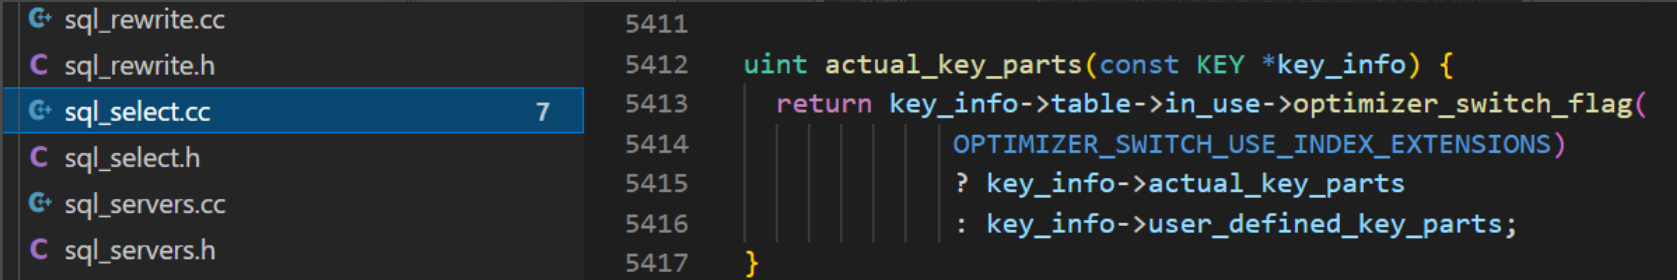 sql_rewrite.cc
sql_rewrite.h
sql_select.cc 7
sql_select.h
sql_servers.cc
sql_servers.h
5411
5412 uint actual_key_parts(const KEY *key_info) {
5413 return key_info->table->in_use->optimizer_switch_flag(
5414 OPTIMIZER_SWITCH_USE_INDEX_EXTENSIONS)
5415 ? key_info->actual_key_parts
5416 : key_info->user_defined_key_parts;
5417 }